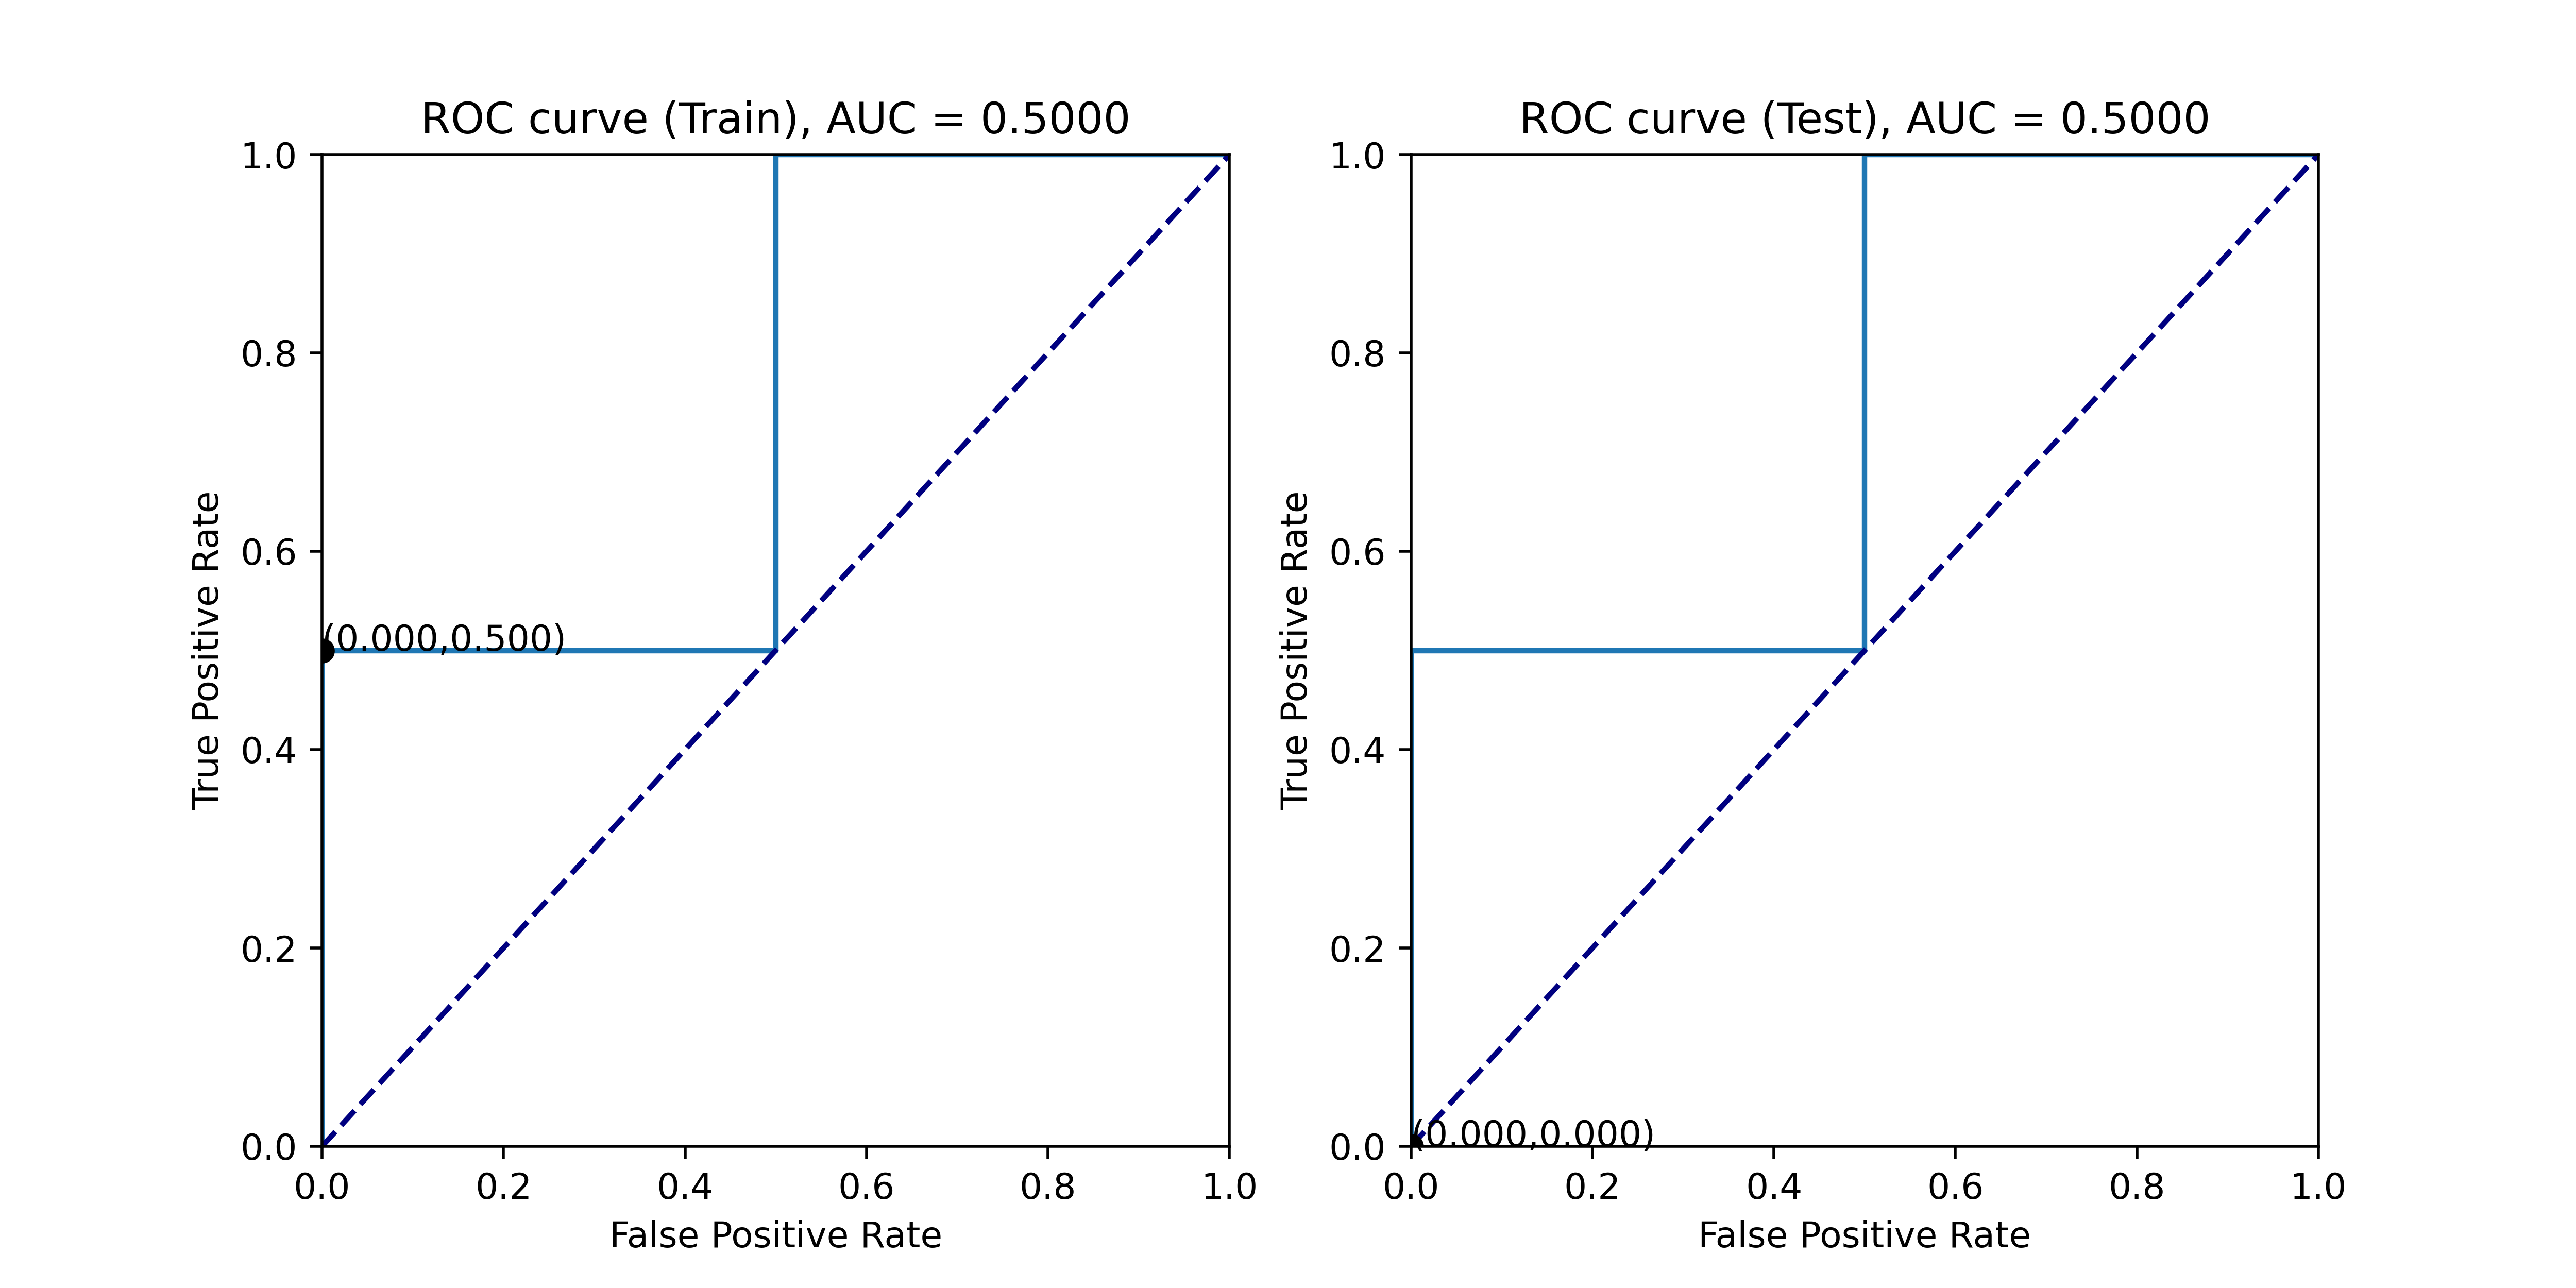 ROC curve (Train), AUC = 0.5000
1.0
0.8
0.6
0.4
0.2
0.0
True Positive Rate
(0.000,0.500)
0.0 0.2 0.4 0.6 0.8 1.0
False Positive Rate
ROC curve (Test), AUC = 0.5000
1.0
0.8
0.6
0.4
0.2
0.0
True Positive Rate
(0.000,0.000)
0.0 0.2 0.4 0.6 0.8 1.0
False Positive Rate